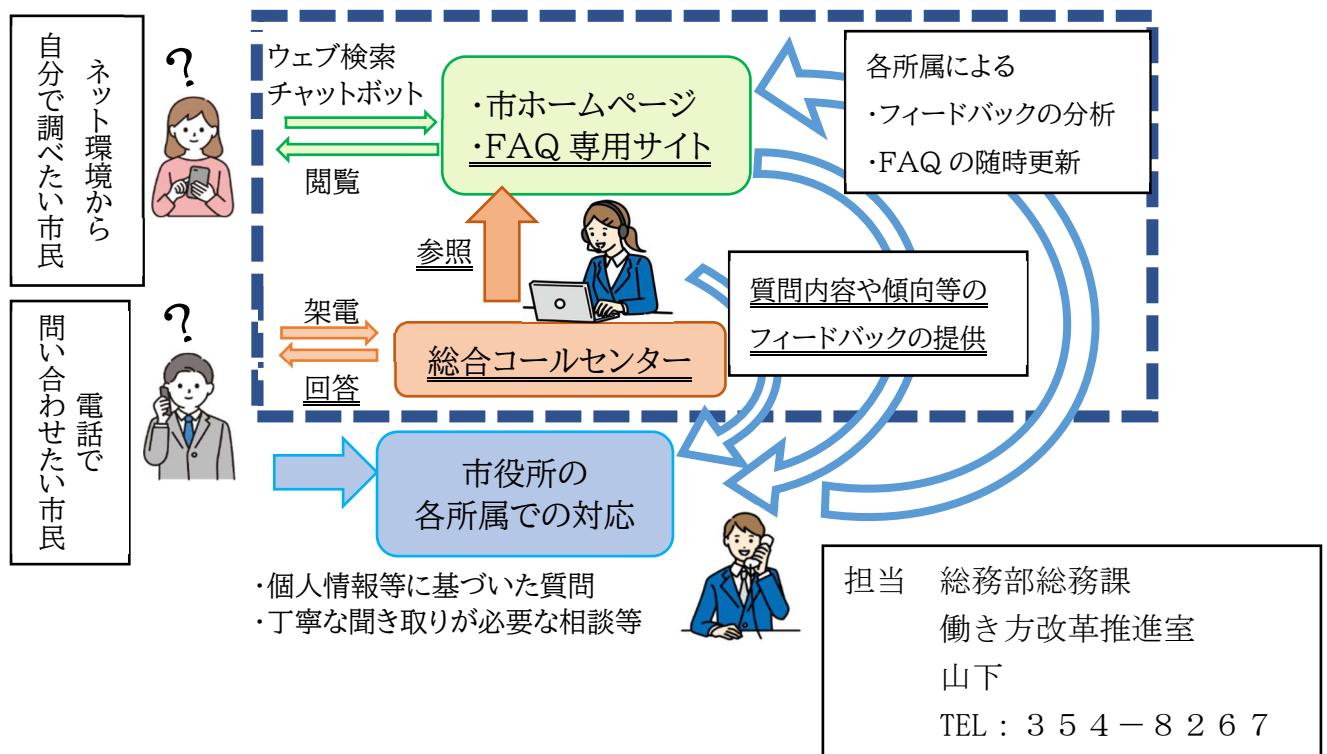 ネット環境から
自分で調べたい市民
?
ウェブ検索
チャットボット
閲覧
・市ホームページ
・FAQ 専用サイト
各所属による
・フィードバックの分析
・FAQ の随時更新
参照
質問内容や傾向等の
フィードバックの提供
電話で
問い合わせたい市民
?
架電
回答
総合コールセンター
市役所の
各所属での対応
・個人情報等に基づいた質問
・丁寧な聞き取りが必要な相談等
担当 総務部総務課
働き方改革推進室
山下
TEL：３５４－８２６７